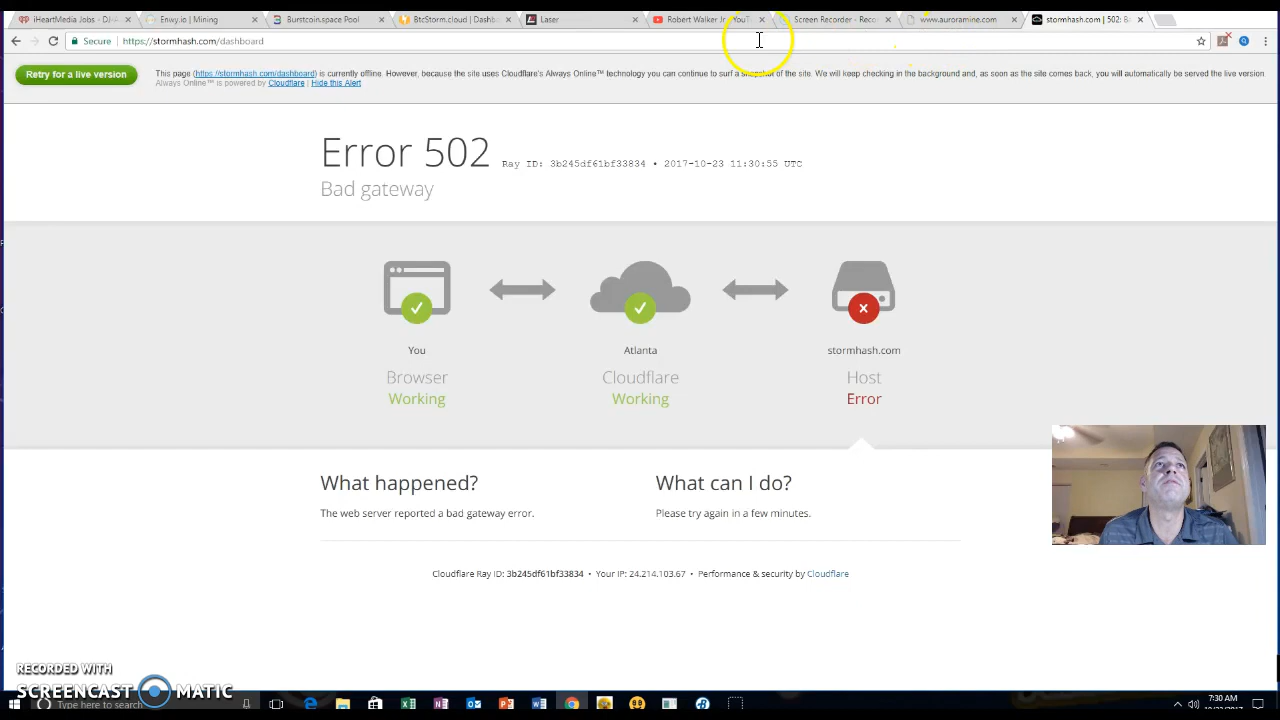 iHeartMedia Jobs - DJ-4
Enwy.io | Mining
Burstcoin.space Pool
BtcStorm.cloud | Dashb
Laser
Robert Walker Jr - YouT
Screen Recorder - Reco
www.auroramine.com
stormhash.com | 502: B
Secure
https://stormhash.com/dashboard
Retry for a live version
This page (https://stormhash.com/dashboard) is currently offline. However, because the site uses Cloudflare's Always Online™ technology you can continue to surf a snapshot of the site. We will keep checking in the background and, as soon as the site comes back, you will automatically be served the live version
Always Online™ is powered by Cloudflare | Hide this Alert
Error 502 Ray ID: 3b245df61bf33834 • 2017-10-23 11:30:55 UTC
Bad gateway
You
Atlanta
stormhash.com
Browser
Cloudflare
Host
Working
Working
Error
What happened?
What can I do?
The web server reported a bad gateway error.
Please try again in a few minutes.
Cloudflare Ray ID: 3b245df61bf33834 • Your IP: 24.214.103.67 • Performance & security by Cloudflare
RECORDED WITH
SCREENCAST MATIC
Type here to search
7:30 AM
10/23/2017